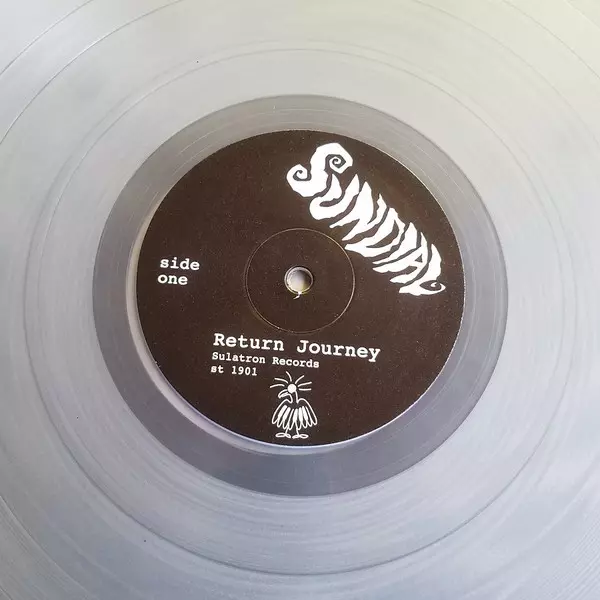 SUNDIAL
side
one
Return Journey
Sulatron Records
st 1901